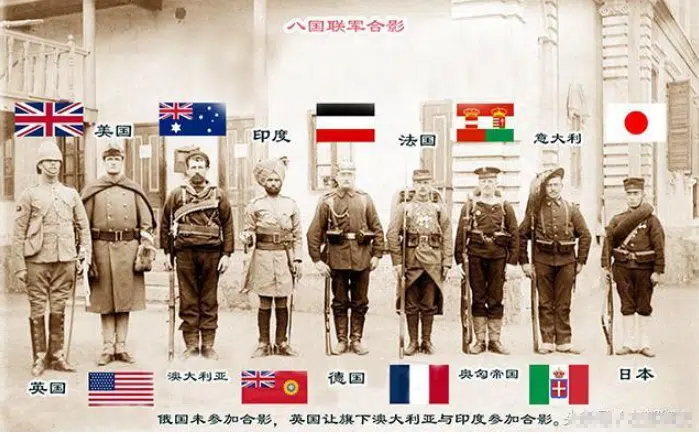 八国联军合影
美国
印度
法国
意大利
英国
澳大利亚
德国
奥匈帝国
日本
俄国未参加合影，英国让旗下澳大利亚与印度参加合影。